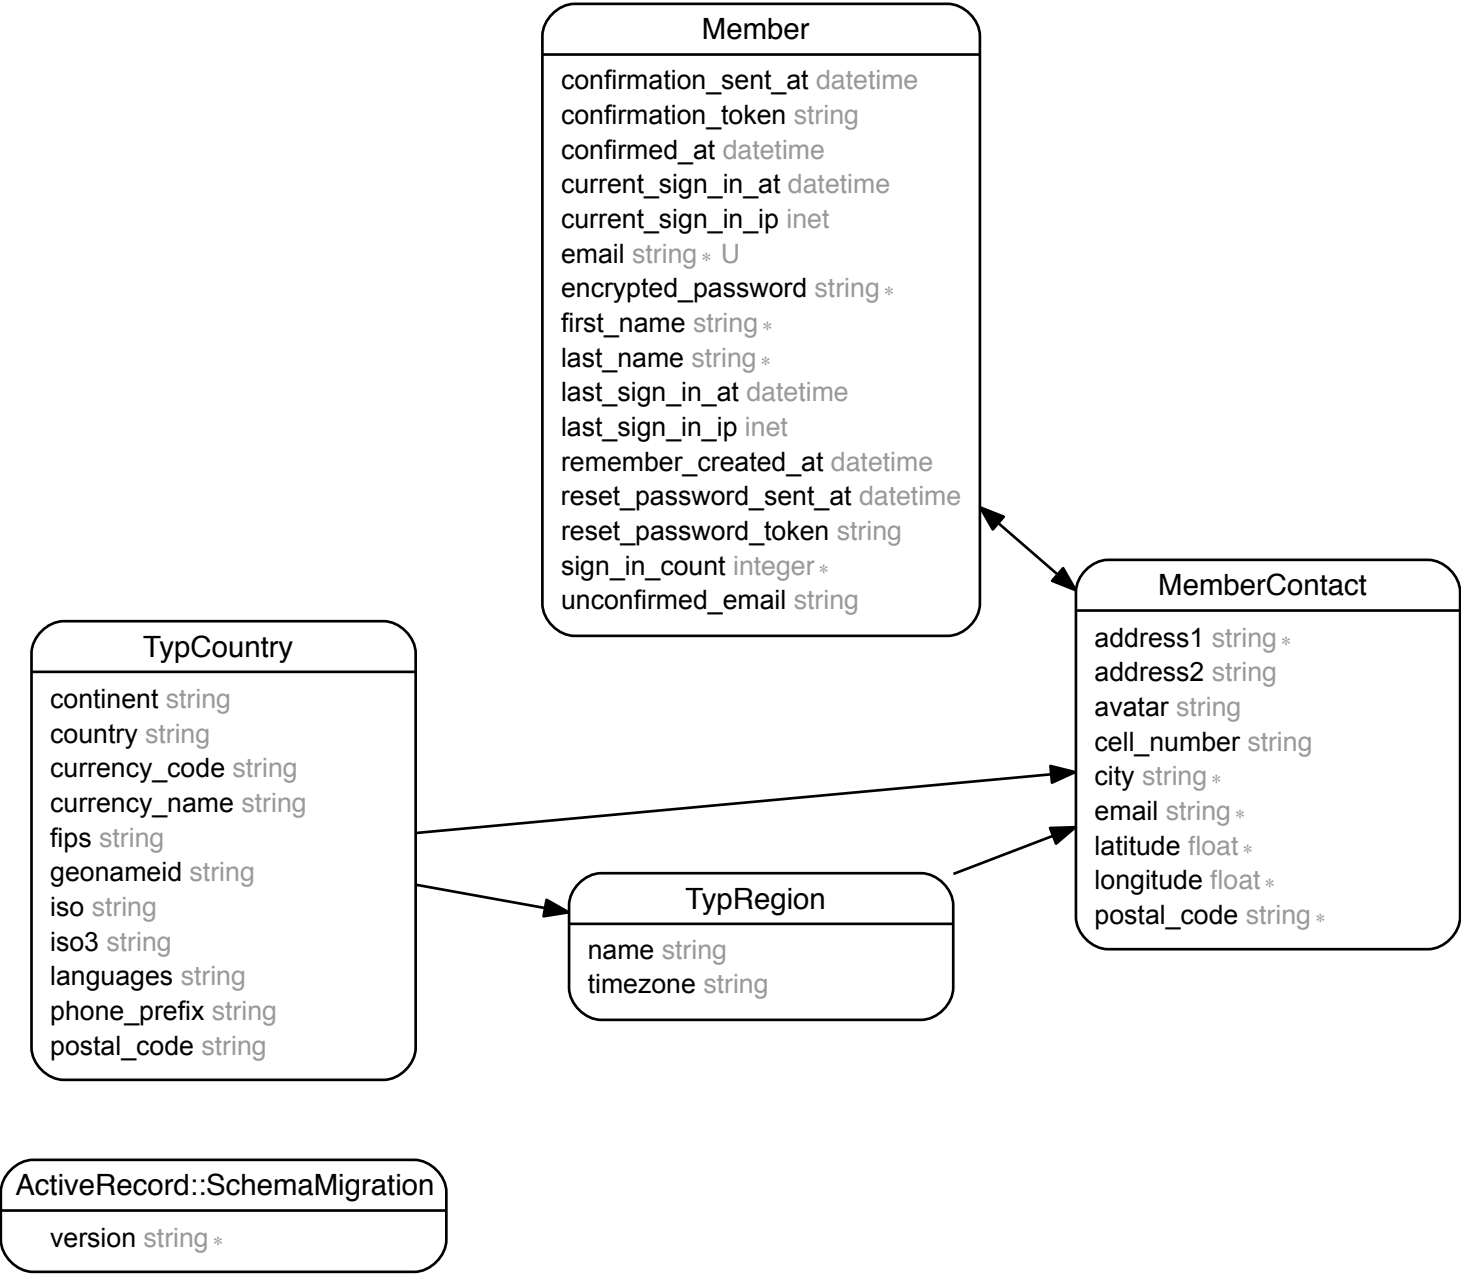 Member
confirmation_sent_at datetime
confirmation_token string
confirmed_at datetime
current_sign_in_at datetime
current_sign_in_ip inet
email string * U
encrypted_password string *
first_name string *
last_name string *
last_sign_in_at datetime
last_sign_in_ip inet
remember_created_at datetime
reset_password_sent_at datetime
reset_password_token string
sign_in_count integer *
unconfirmed_email string
MemberContact
address1 string *
address2 string
avatar string
cell_number string
city string *
email string *
latitude float *
longitude float *
postal_code string *
TypCountry
continent string
country string
currency_code string
currency_name string
fips string
geonameid string
iso string
iso3 string
languages string
phone_prefix string
postal_code string
TypRegion
name string
timezone string
ActiveRecord::SchemaMigration
version string *